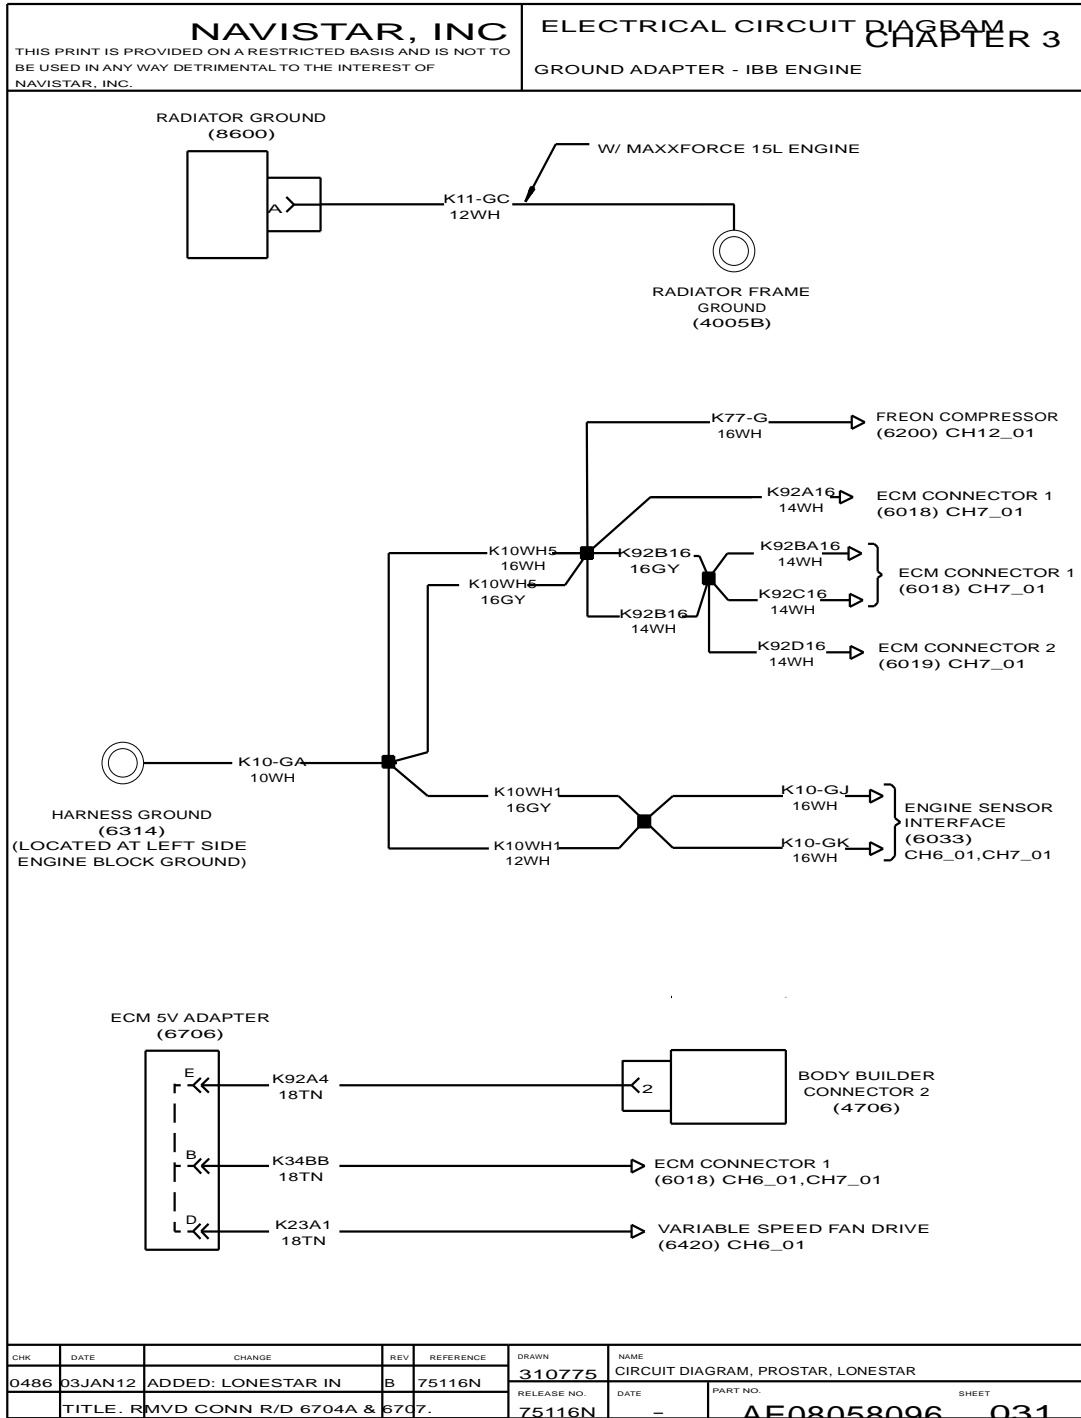 NAVISTAR, INC
THIS PRINT IS PROVIDED ON A RESTRICTED BASIS AND IS NOT TO
BE USED IN ANY WAY DETRIMENTAL TO THE INTEREST OF
NAVISTAR, INC.
ELECTRICAL CIRCUIT DIAGRAM
CHAPTER 3
GROUND ADAPTER - IBB ENGINE
RADIATOR GROUND
(8600)
A
K11-GC
12WH
W/ MAXXFORCE 15L ENGINE
RADIATOR FRAME
GROUND
(4005B)
K77-G
16WH
FREON COMPRESSOR
(6200) CH12_01
K92A16
14WH
ECM CONNECTOR 1
(6018) CH7_01
K10WH5
16WH
K10WH5
16GY
K92B16
16GY
K92B16
14WH
K92BA16
14WH
K92C16
14WH
ECM CONNECTOR 1
(6018) CH7_01
K92D16
14WH
ECM CONNECTOR 2
(6019) CH7_01
K10-GA
10WH
HARNESS GROUND
(6314)
(LOCATED AT LEFT SIDE
ENGINE BLOCK GROUND)
K10WH1
16GY
K10WH1
12WH
K10-GJ
16WH
K10-GK
16WH
ENGINE SENSOR
INTERFACE
(6033)
CH6_01,CH7_01
ECM 5V ADAPTER
(6706)
E
K92A4
18TN
2
BODY BUILDER
CONNECTOR 2
(4706)
B
K34BB
18TN
ECM CONNECTOR 1
(6018) CH6_01,CH7_01
D
K23A1
18TN
VARIABLE SPEED FAN DRIVE
(6420) CH6_01
CHK DATE CHANGE REV REFERENCE
0486 03JAN12 ADDED: LONESTAR IN B 75116N
TITLE. RMVD CONN R/D 6704A & 6707.
DRAWN
310775
NAME
CIRCUIT DIAGRAM, PROSTAR, LONESTAR
RELEASE NO.
75116N
DATE
–
PART NO.
AE08058096
SHEET
031